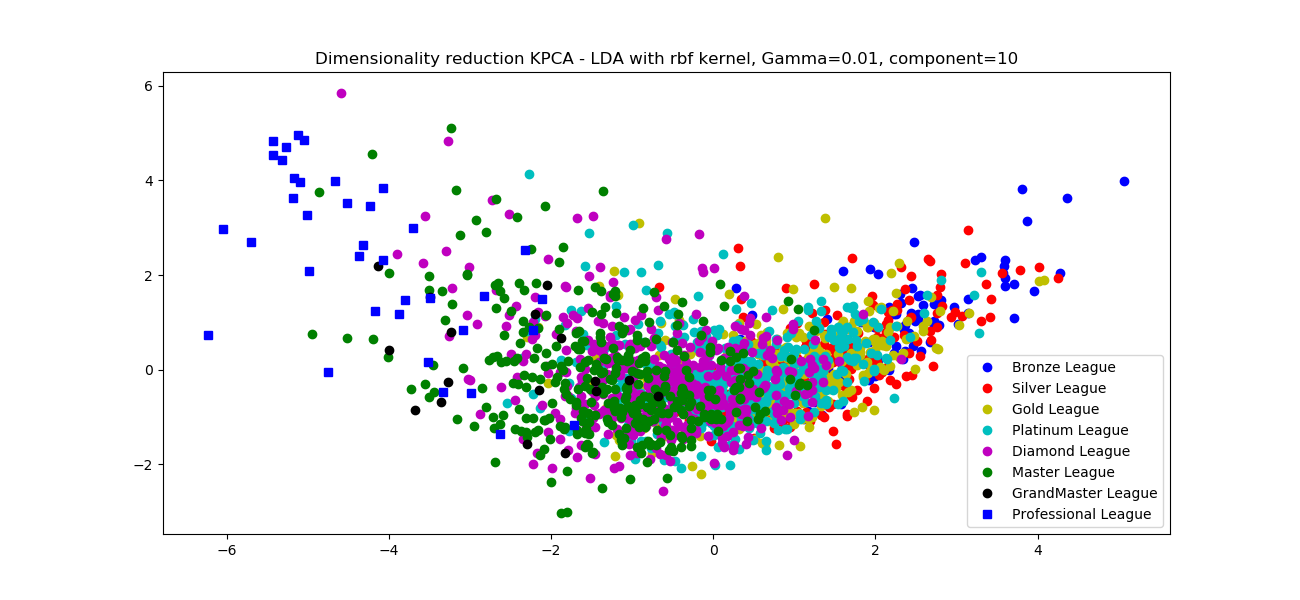 Dimensionality reduction KPCA - LDA with rbf kernel, Gamma=0.01, component=10
6
4
2
0
−2
−6
−4
−2
0
2
4
Bronze League
Silver League
Gold League
Platinum League
Diamond League
Master League
GrandMaster League
Professional League